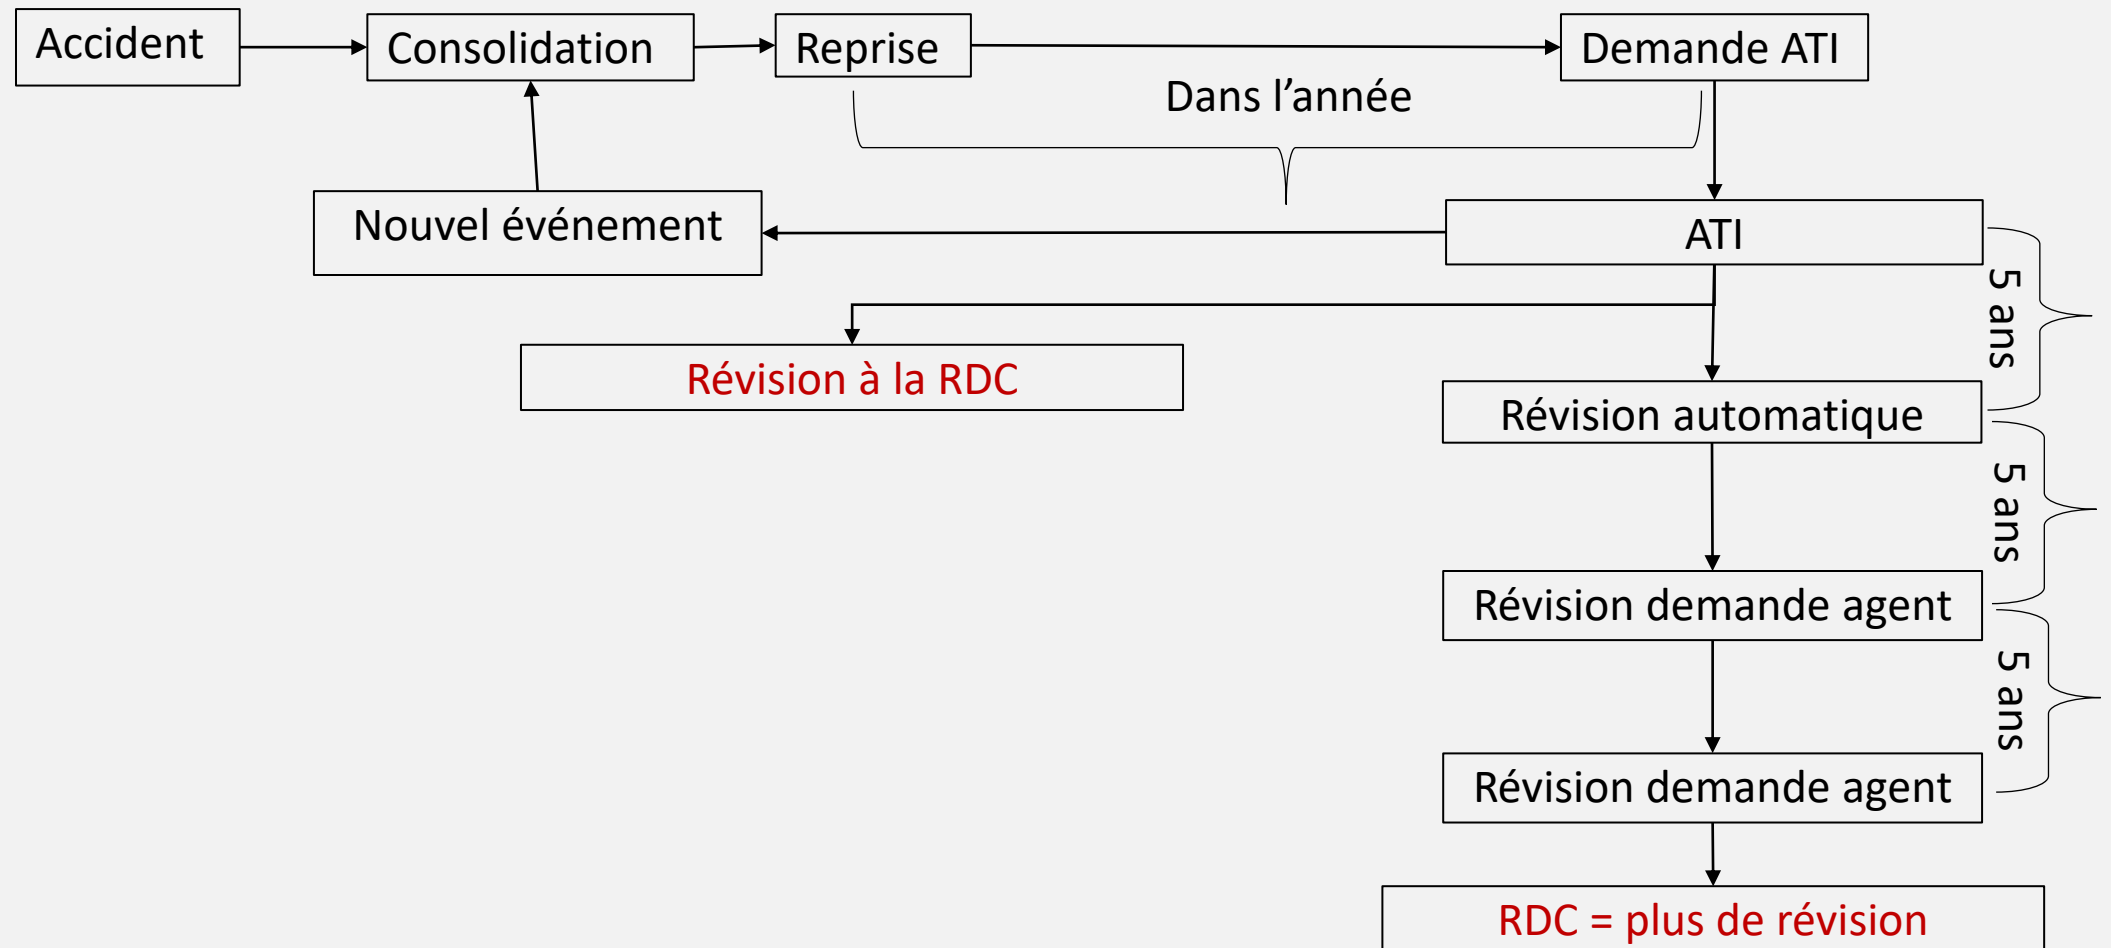 Accident
Consolidation
Reprise
Demande ATI
Dans l’année
Nouvel événement
ATI
5 ans
Révision à la RDC
Révision automatique
5 ans
Révision demande agent
5 ans
Révision demande agent
RDC = plus de révision